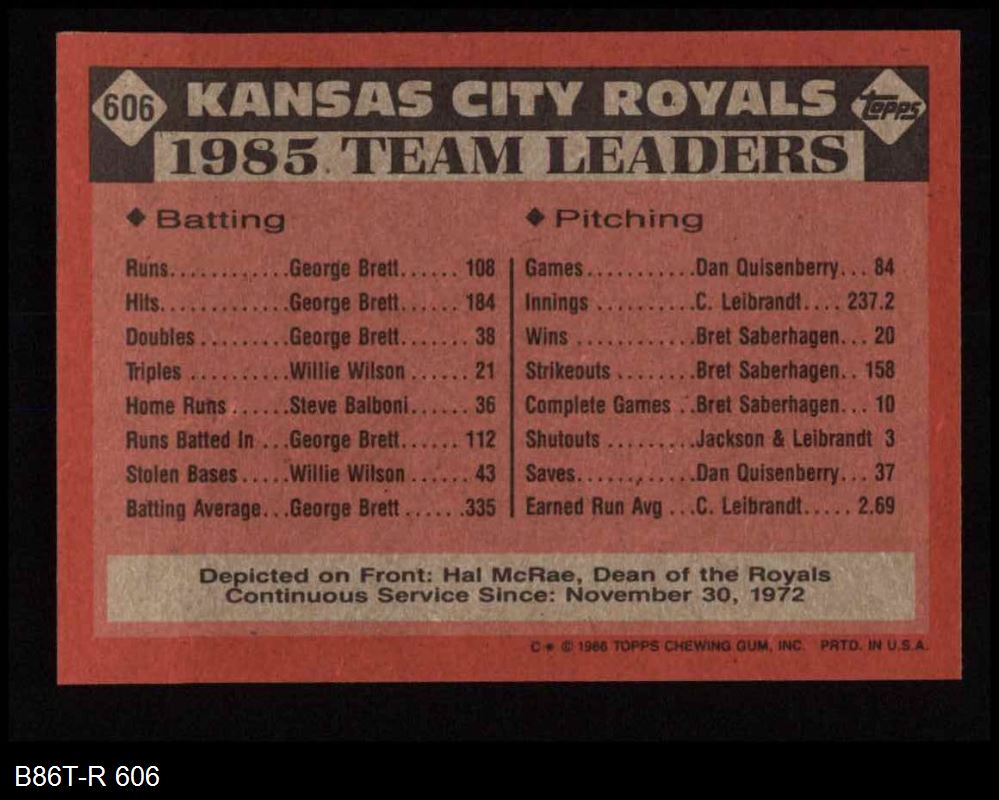 606 KANSAS CITY ROYALS topps
1985 TEAM LEADERS
◆ Batting
Runs............George Brett...... 108
Hits.............George Brett...... 184
Doubles .........George Brett....... 38
Triples ..........Willie Wilson ...... 21
Home Runs ......Steve Balboni...... 36
Runs Batted In ...George Brett...... 112
Stolen Bases.....Willie Wilson ...... 43
Batting Average...George Brett ......335
◆ Pitching
Games...........Dan Quisenberry... 84
Innings ..........C. Leibrandt.... 237.2
Wins ............Bret Saberhagen... 20
Strikeouts ........Bret Saberhagen.. 158
Complete Games ..Bret Saberhagen... 10
Shutouts .........Jackson & Leibrandt 3
Saves............Dan Quisenberry... 37
Earned Run Avg ...C. Leibrandt..... 2.69
Depicted on Front: Hal McRae, Dean of the Royals
Continuous Service Since: November 30, 1972
C* © 1986 TOPPS CHEWING GUM, INC. PRTD. IN U.S.A.
B86T-R 606